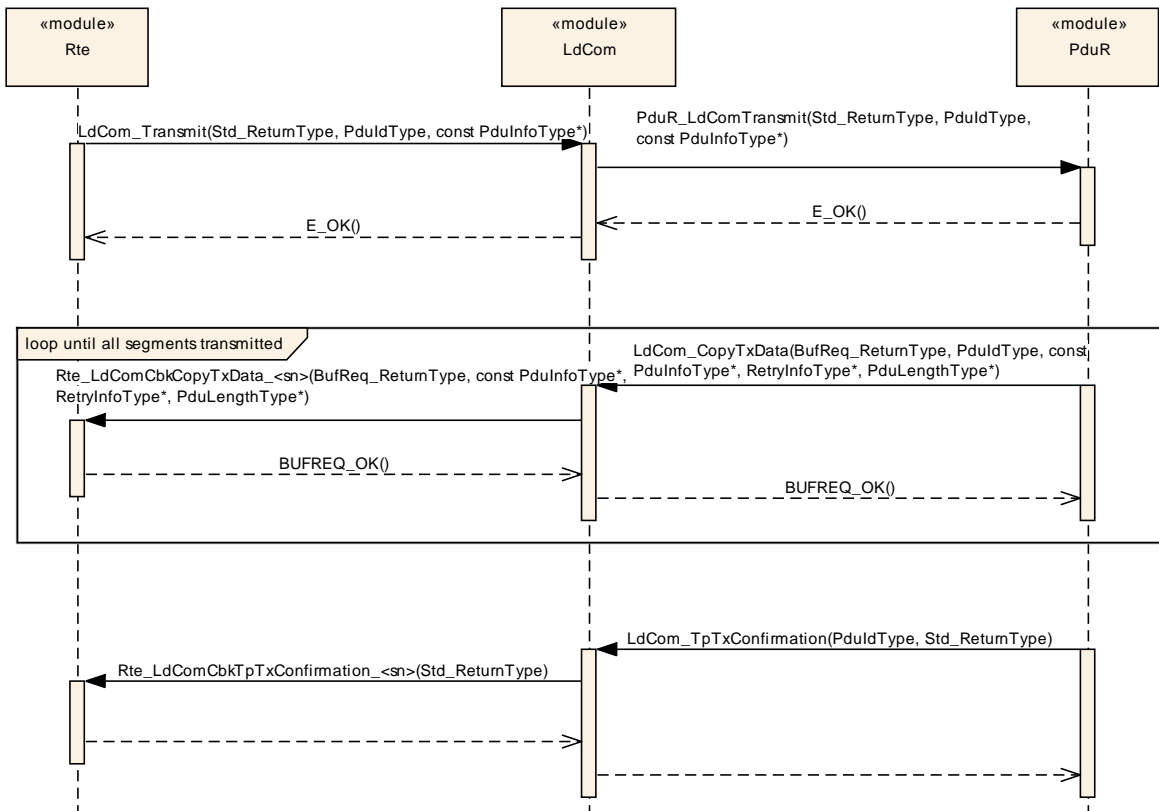 «module»
Rte
«module»
LdCom
«module»
PduR
LdCom_Transmit(Std_ReturnType, PduIdType, const PduInfoType*)
PduR_LdComTransmit(Std_ReturnType, PduIdType,
const PduInfoType*)
E_OK()
E_OK()
loop until all segments transmitted
LdCom_CopyTxData(BufReq_ReturnType, PduIdType, const
PduInfoType*, RetryInfoType*, PduLengthType*)
Rte_LdComCbkCopyTxData_<sn>(BufReq_ReturnType, const PduInfoType*,
RetryInfoType*, PduLengthType*)
BUFREQ_OK()
BUFREQ_OK()
LdCom_TpTxConfirmation(PduIdType, Std_ReturnType)
Rte_LdComCbkTpTxConfirmation_<sn>(Std_ReturnType)